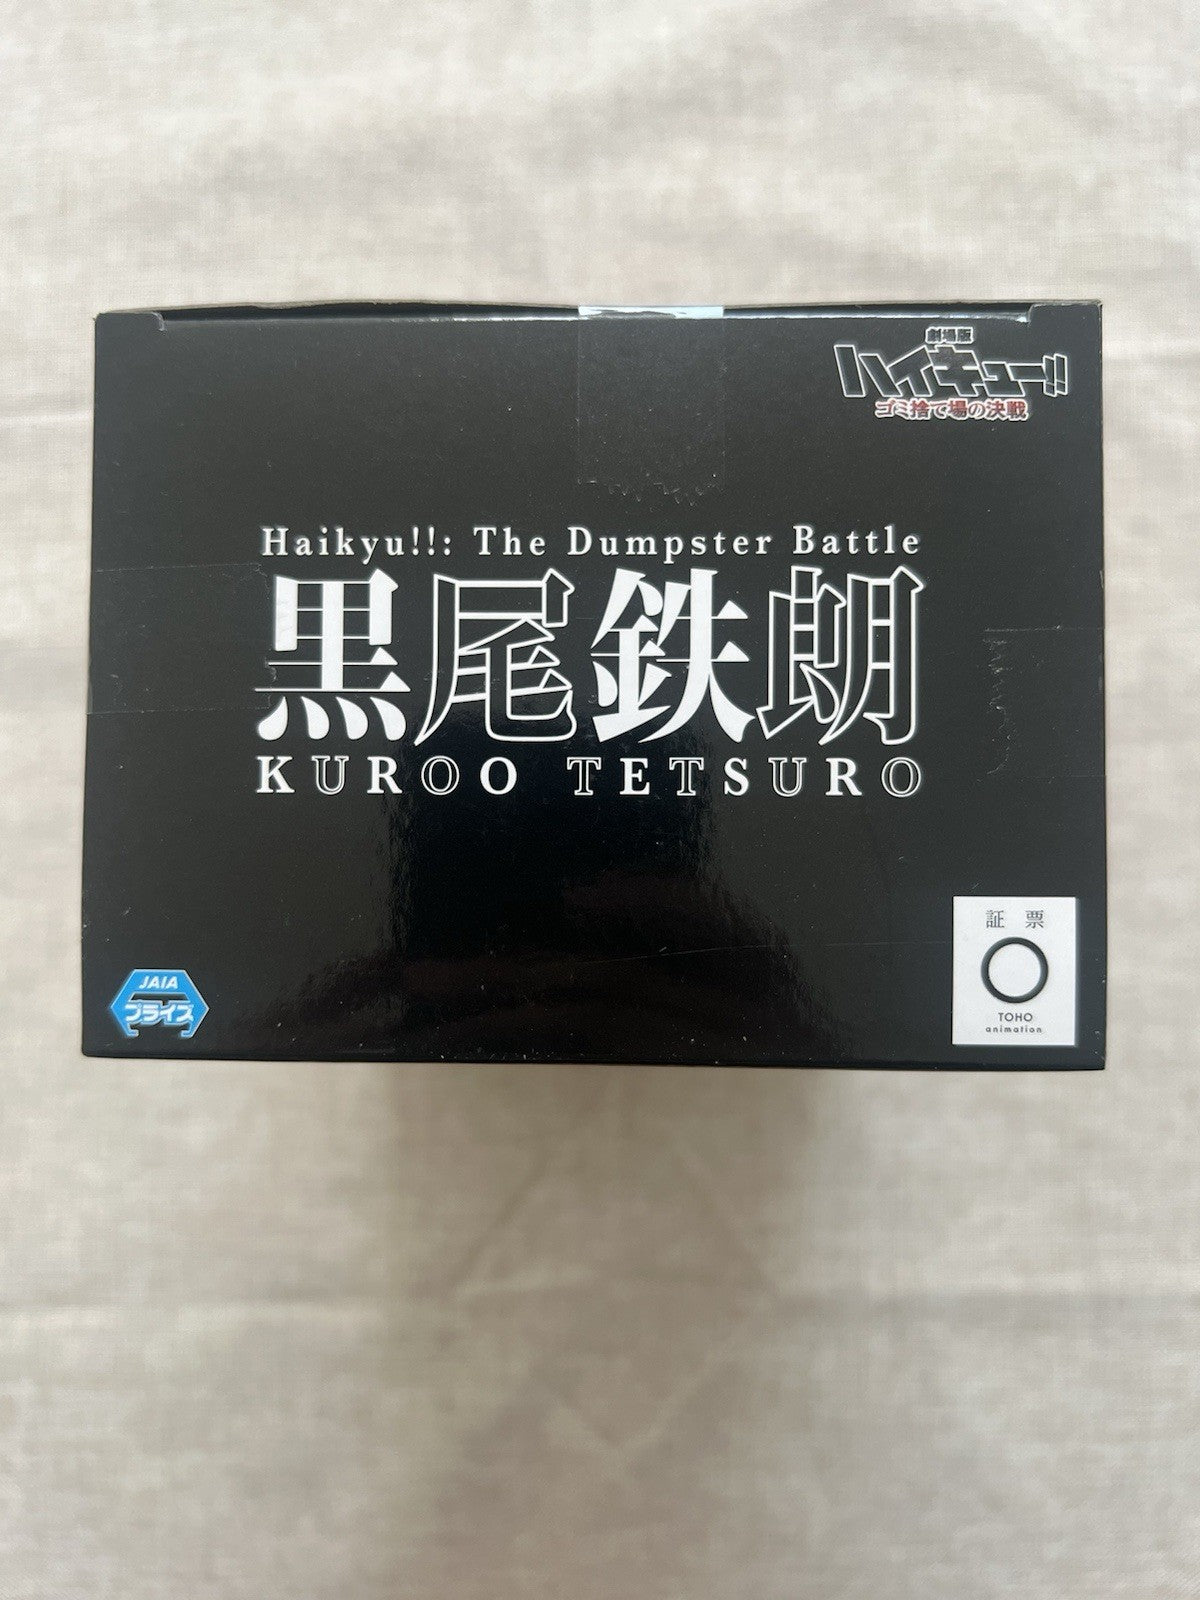 劇場版
ハイキュー!!
ゴミ捨て場の決戦
Haikyu!!: The Dumpster Battle
黒尾鉄朗
KUROO TETSURO
証 票
TOHO
animation
JAIA
プライズ